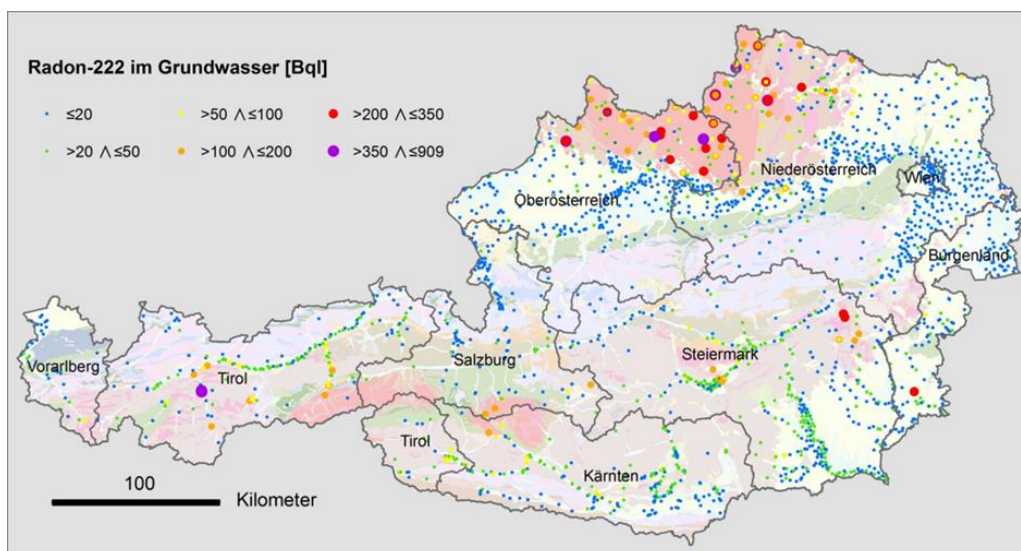 Radon-222 im Grundwasser [Bql]
≤20
>50 ∧≤100
>200 ∧≤350
>20 ∧≤50
>100 ∧≤200
>350 ∧≤909
Niederösterreich
Wien
Oberösterreich
Burgenland
Vorarlberg
Tirol
Salzburg
Steiermark
Tirol
Kärnten
100
Kilometer